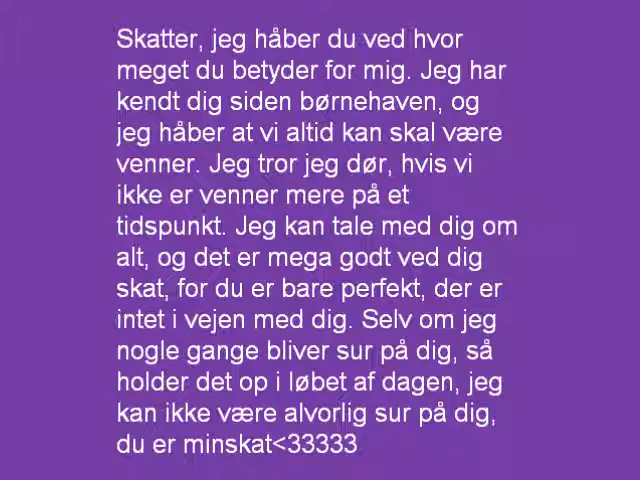 Skatter, jeg håber du ved hvor
meget du betyder for mig. Jeg har
kendt dig siden børnehaven, og
jeg håber at vi altid kan skal være
venner. Jeg tror jeg dør, hvis vi
ikke er venner mere på et
tidspunkt. Jeg kan tale med dig om
alt, og det er mega godt ved dig
skat, for du er bare perfekt, der er
intet i vejen med dig. Selv om jeg
nogle gange bliver sur på dig, så
holder det op i løbet af dagen, jeg
kan ikke være alvorlig sur på dig,
du er minskat<33333